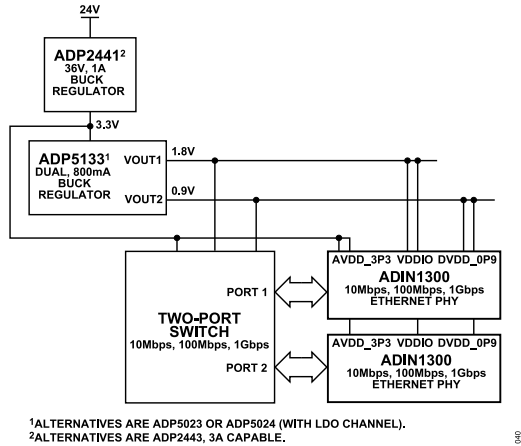 24V
ADP2441²
36V, 1A
BUCK
REGULATOR
3.3V
ADP5133¹
DUAL, 800mA
BUCK
REGULATOR
VOUT1
1.8V
VOUT2
0.9V
AVDD_3P3 VDDIO DVDD_0P9
ADIN1300
10Mbps, 100Mbps, 1Gbps
ETHERNET PHY
PORT 1
TWO-PORT
SWITCH
10Mbps, 100Mbps, 1Gbps
PORT 2
AVDD_3P3 VDDIO DVDD_0P9
ADIN1300
10Mbps, 100Mbps, 1Gbps
ETHERNET PHY
¹ALTERNATIVES ARE ADP5023 OR ADP5024 (WITH LDO CHANNEL).
²ALTERNATIVES ARE ADP2443, 3A CAPABLE.
040